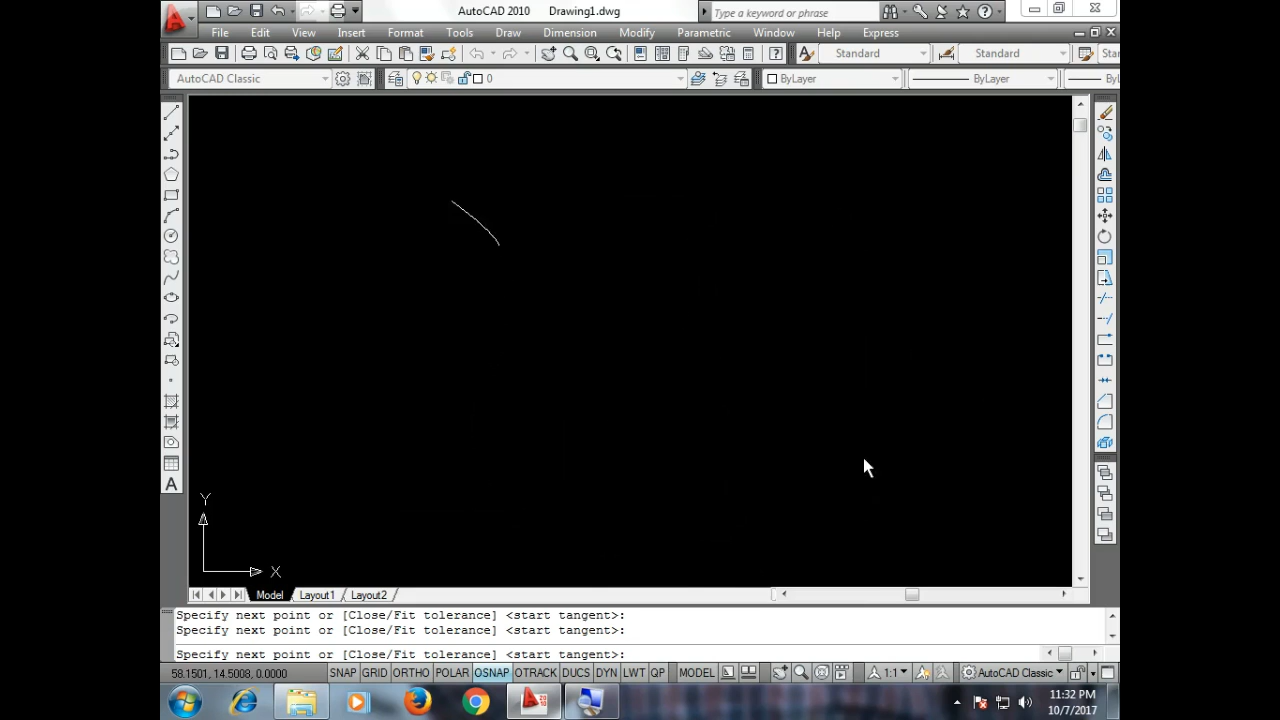 AutoCAD 2010 Drawing1.dwg
Type a keyword or phrase
File Edit View Insert Format Tools Draw Dimension Modify Parametric Window Help Express
Standard Standard Stan
AutoCAD Classic 0 ByLayer ByLayer ByL
A
Y
X
Model Layout1 Layout2
Specify next point or [Close/Fit tolerance] <start tangent>:
Specify next point or [Close/Fit tolerance] <start tangent>:
Specify next point or [Close/Fit tolerance] <start tangent>:
58.1501, 14.5008, 0.0000 SNAP GRID ORTHO POLAR OSNAP OTRACK DUCS DYN LWT QP MODEL 1:1 AutoCAD Classic
11:32 PM
10/7/2017